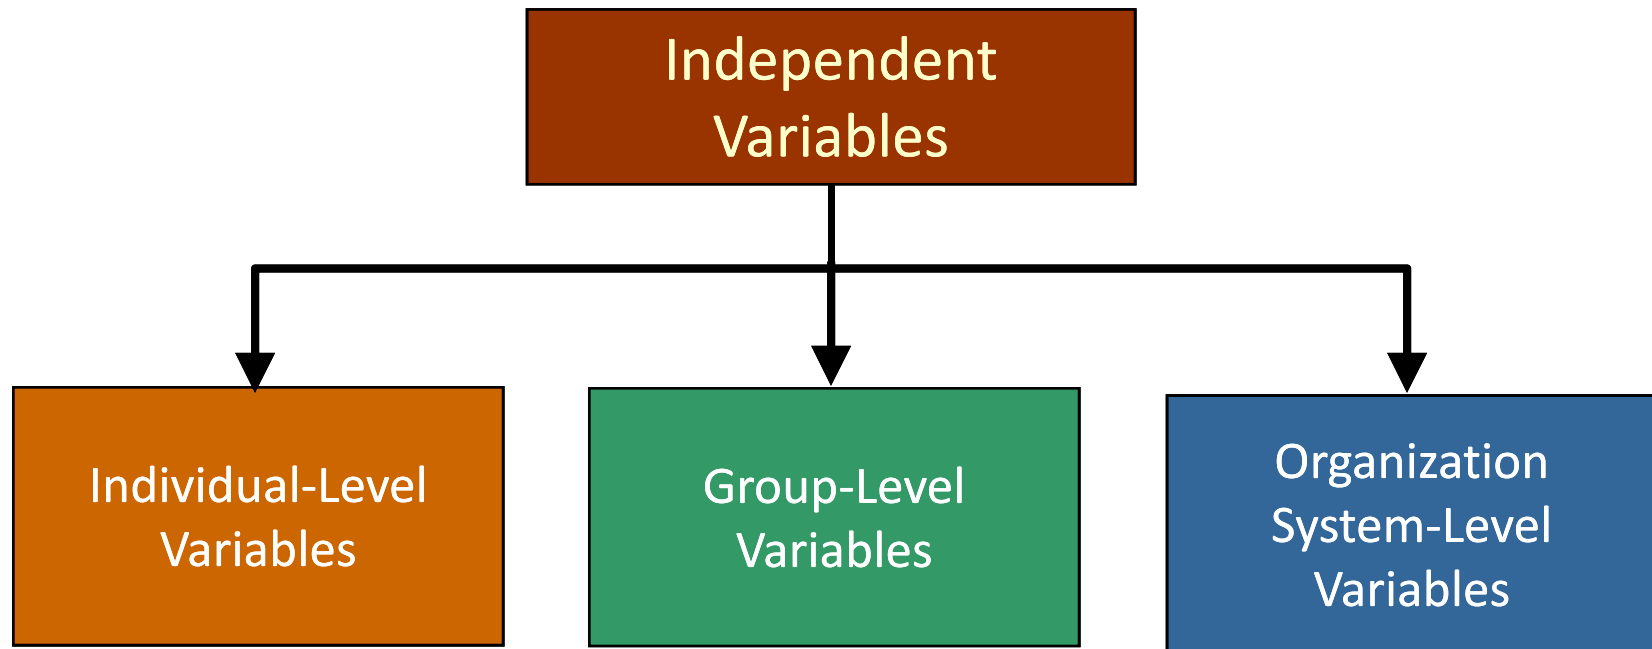 Independent
Variables
Individual-Level
Variables
Group-Level
Variables
Organization
System-Level
Variables